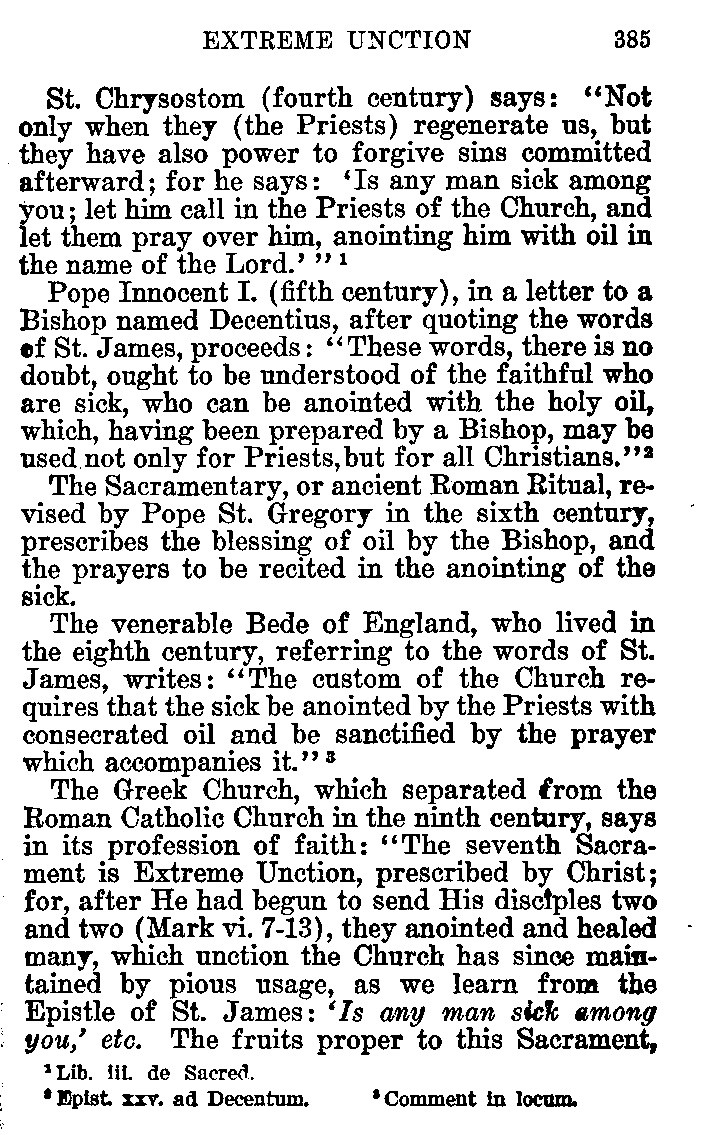 EXTREME UNCTION 385
St. Chrysostom (fourth century) says: “Not
only when they (the Priests) regenerate us, but
they have also power to forgive sins committed
afterward; for he says: ‘Is any man sick among
you; let him call in the Priests of the Church, and
let them pray over him, anointing him with oil in
the name of the Lord.’ ” ¹
Pope Innocent I. (fifth century), in a letter to a
Bishop named Decentius, after quoting the words
of St. James, proceeds: “These words, there is no
doubt, ought to be understood of the faithful who
are sick, who can be anointed with the holy oil,
which, having been prepared by a Bishop, may be
used not only for Priests, but for all Christians.”²
The Sacramentary, or ancient Roman Ritual, re-
vised by Pope St. Gregory in the sixth century,
prescribes the blessing of oil by the Bishop, and
the prayers to be recited in the anointing of the
sick.
The venerable Bede of England, who lived in
the eighth century, referring to the words of St.
James, writes: “The custom of the Church re-
quires that the sick be anointed by the Priests with
consecrated oil and be sanctified by the prayer
which accompanies it.” ³
The Greek Church, which separated from the
Roman Catholic Church in the ninth century, says
in its profession of faith: “The seventh Sacra-
ment is Extreme Unction, prescribed by Christ;
for, after He had begun to send His disciples two
and two (Mark vi. 7-13), they anointed and healed
many, which unction the Church has since main-
tained by pious usage, as we learn from the
Epistle of St. James: ‘Is any man sick among
you,’ etc. The fruits proper to this Sacrament,
¹ Lib. iii. de Sacred.
² Epist. xxv. ad Decentum. ³ Comment in locum.